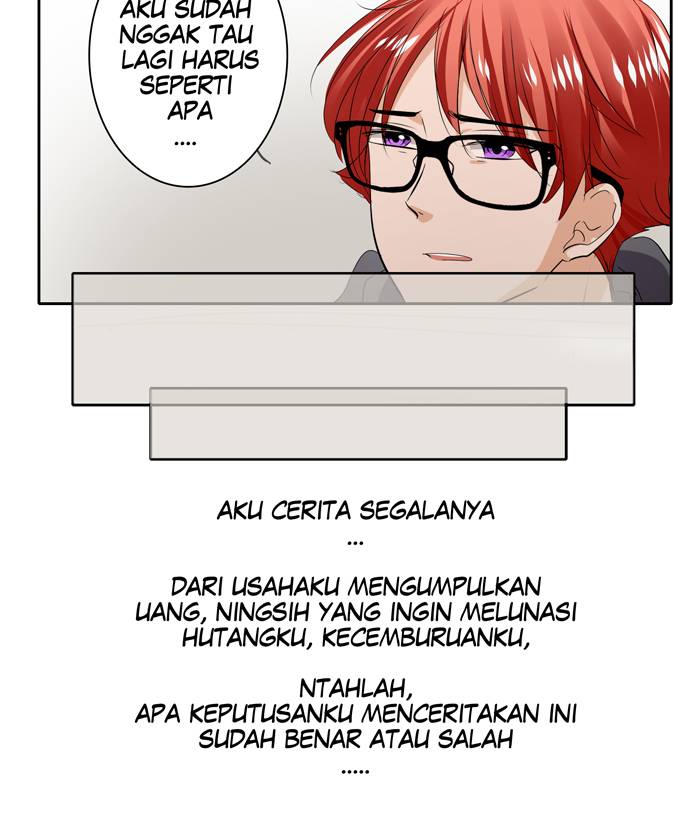 AKU SUDAH
NGGAK TAU
LAGI HARUS
SEPERTI
APA
....
AKU CERITA SEGALANYA
...
DARI USAHAKU MENGUMPULKAN
UANG, NINGSIH YANG INGIN MELUNASI
HUTANGKU, KECEMBURUANKU,
NTAHLAH,
APA KEPUTUSANKU MENCERITAKAN INI
SUDAH BENAR ATAU SALAH
.....